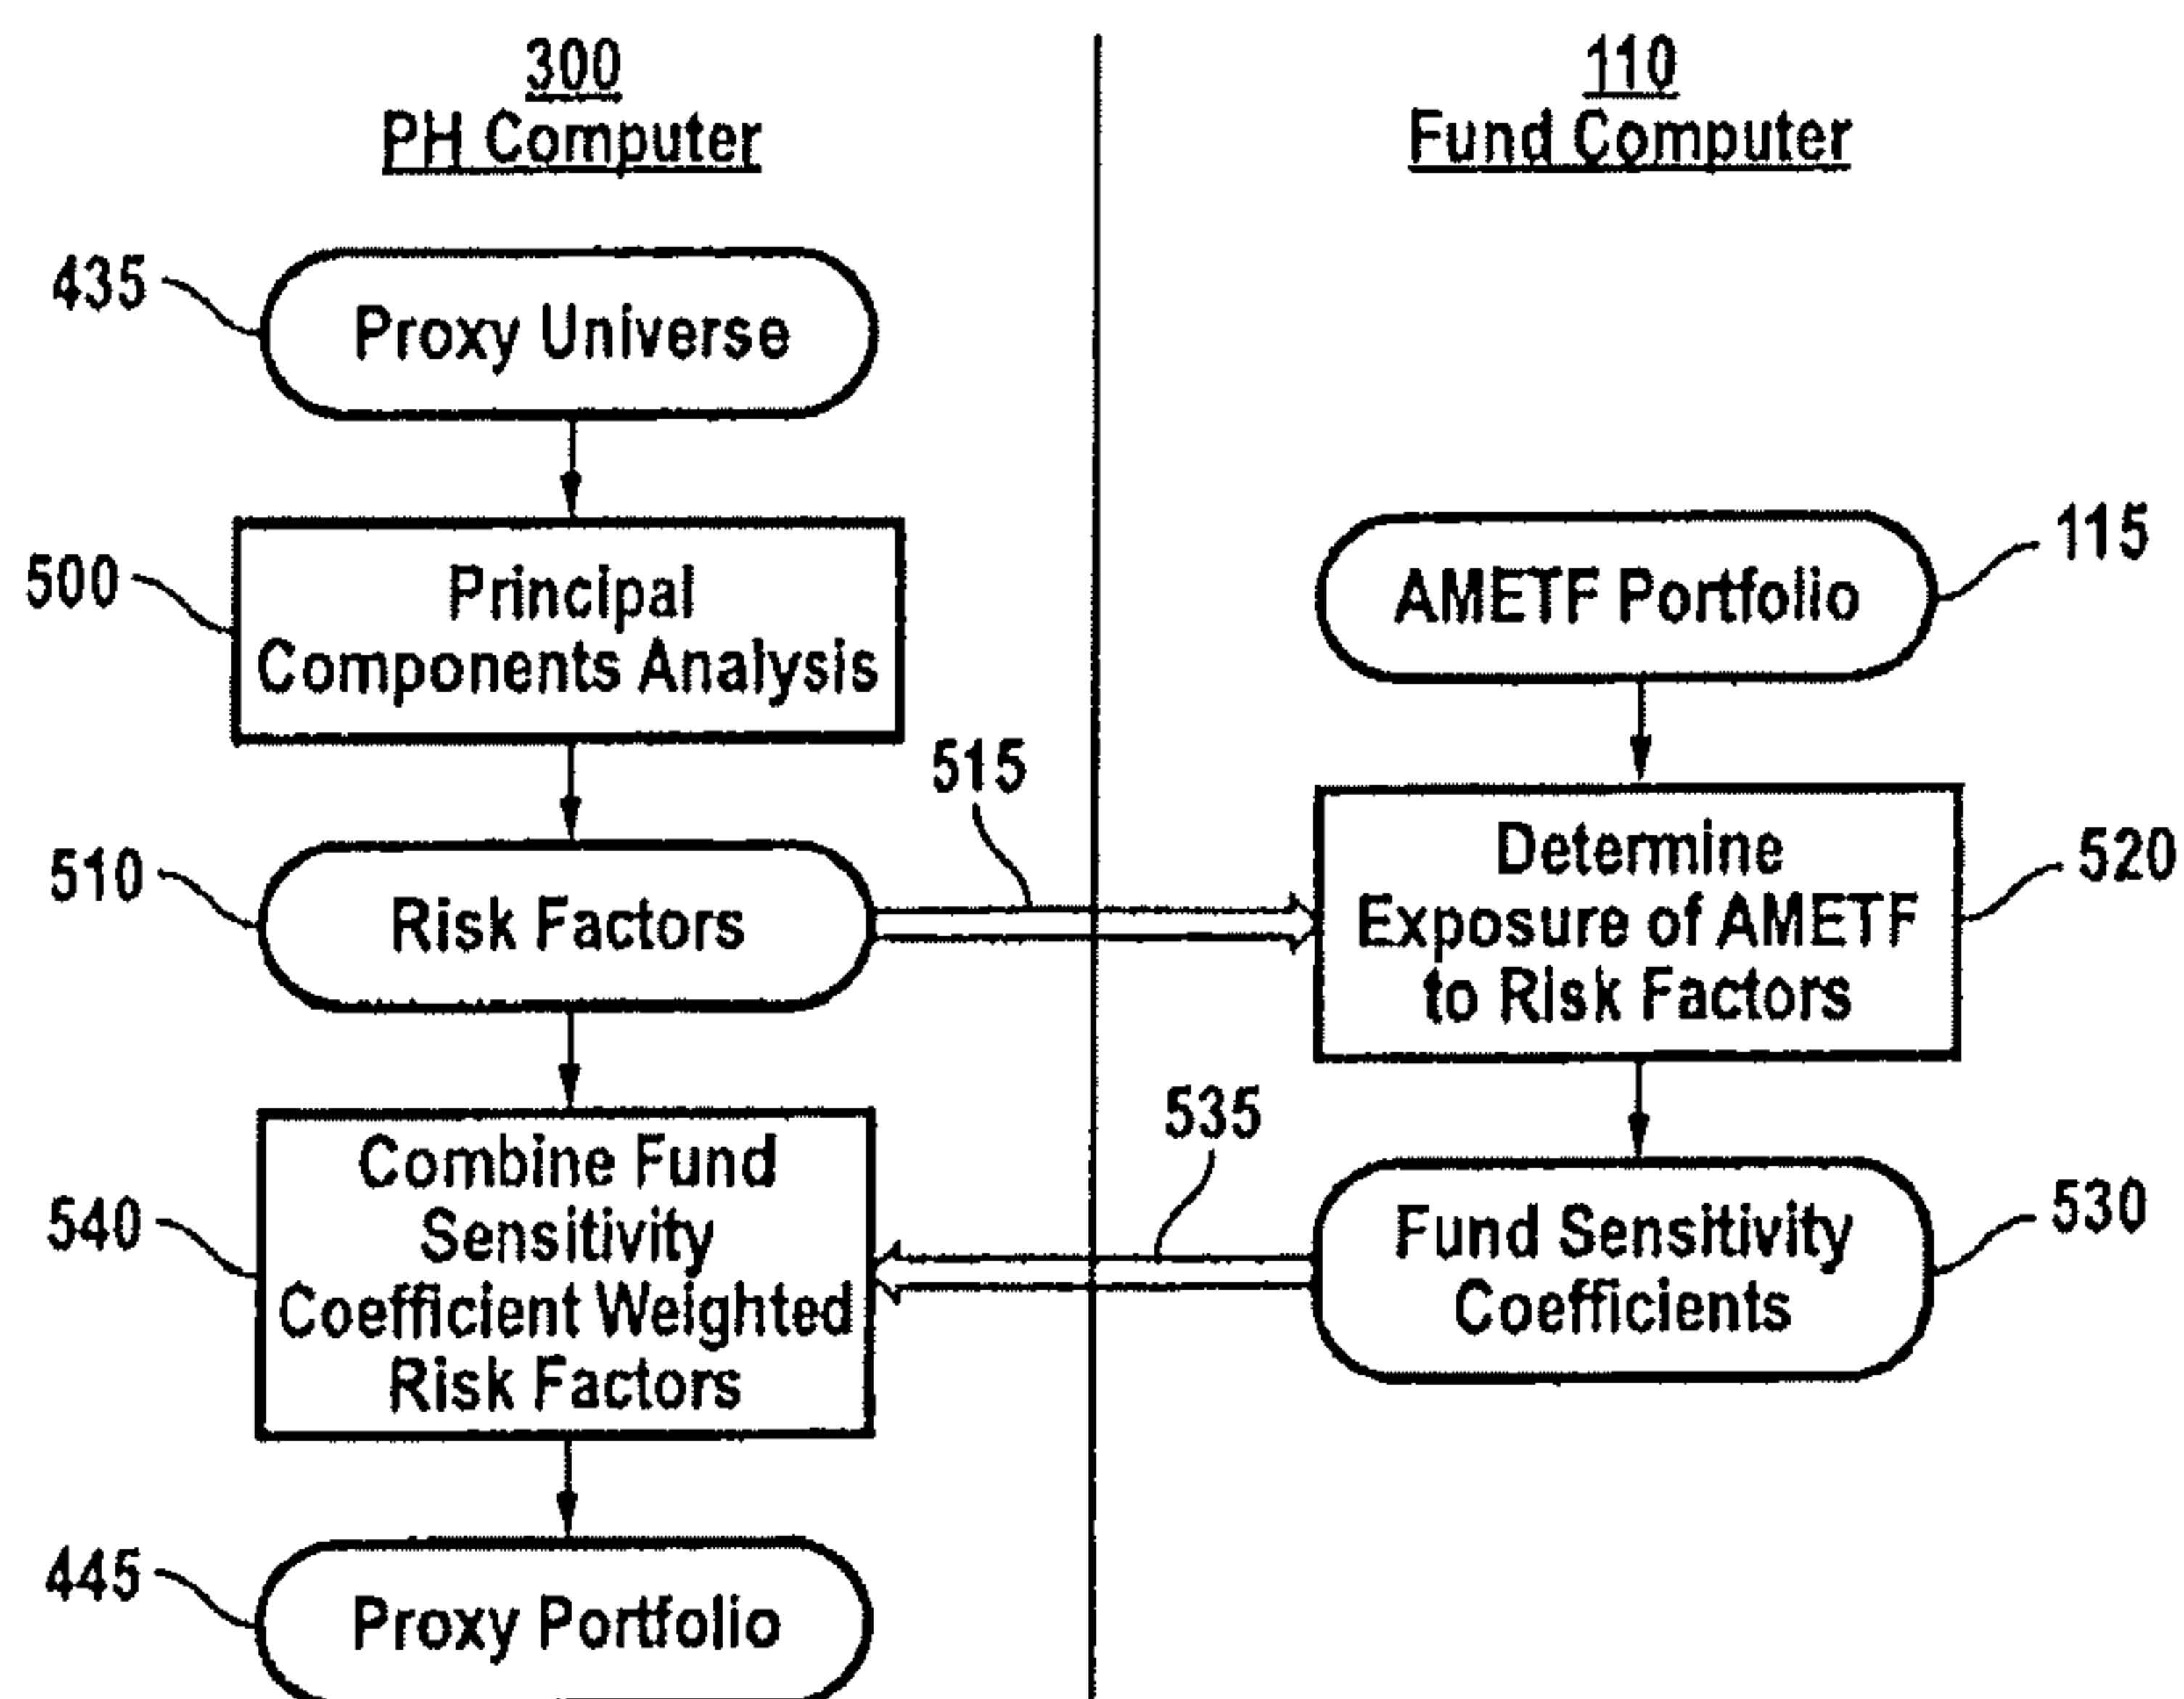 300
PH Computer
110
Fund Computer
435
Proxy Universe
500
Principal
Components Analysis
AMETF Portfolio
115
515
510
Risk Factors
Determine
Exposure of AMETF
to Risk Factors
520
535
540
Combine Fund
Sensitivity
Coefficient Weighted
Risk Factors
Fund Sensitivity
Coefficients
530
445
Proxy Portfolio